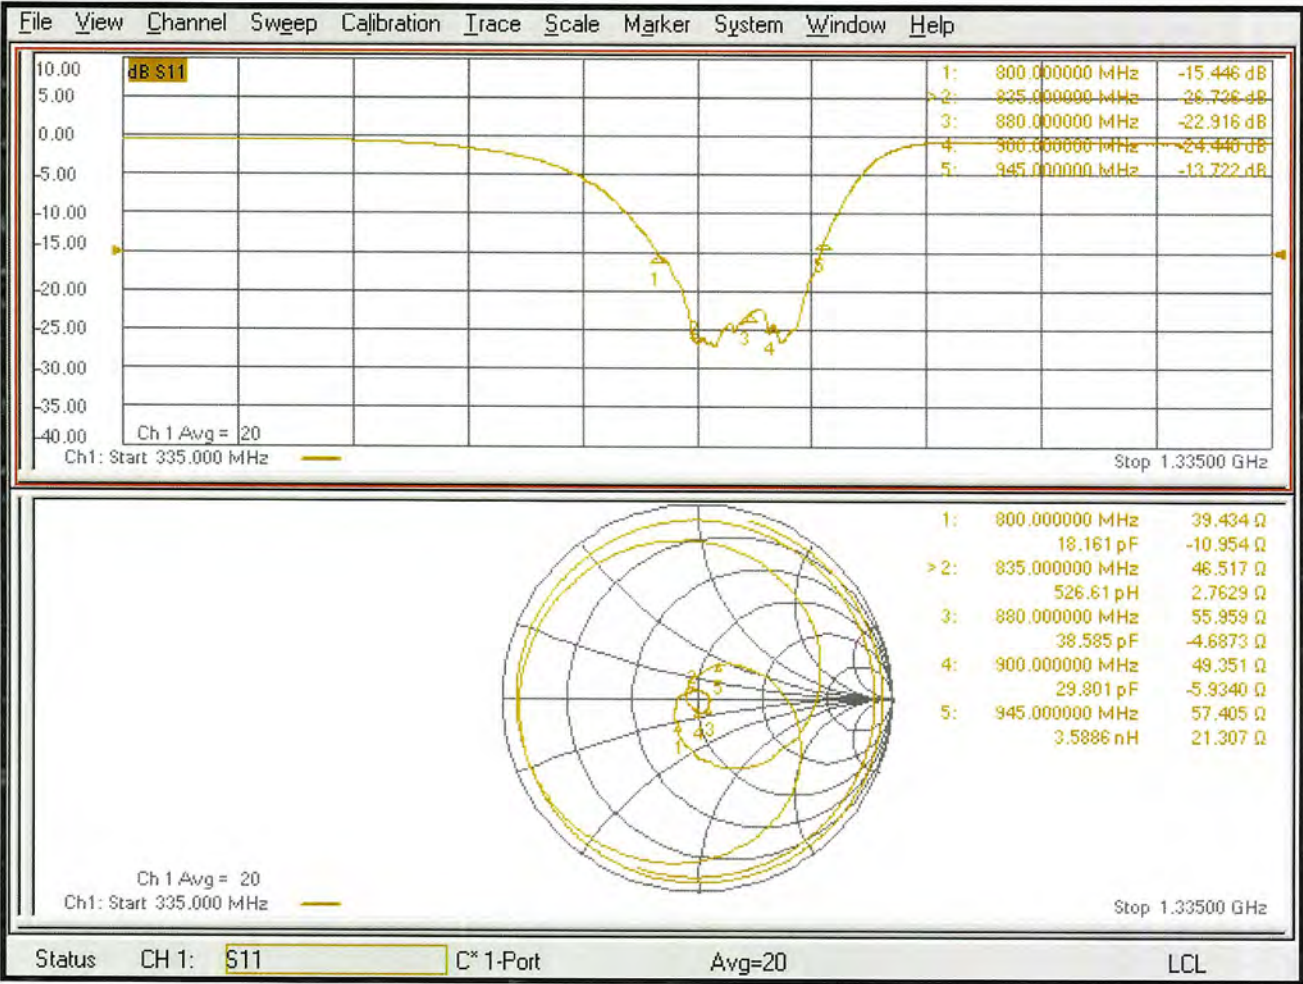 File View Channel Sweep Calibration Trace Scale Marker System Window Help
10.00
5.00
0.00
-5.00
-10.00
-15.00
-20.00
-25.00
-30.00
-35.00
-40.00
dB S11
1: 800.000000 MHz -15.446 dB
> 2: 835.000000 MHz -26.736 dB
3: 880.000000 MHz -22.916 dB
4: 900.000000 MHz -24.440 dB
5: 945.000000 MHz -13.722 dB
1
2
3
4
5
Ch 1 Avg = 20
Ch1: Start 335.000 MHz
Stop 1.33500 GHz
1: 800.000000 MHz 39.434 Ω
18.161 pF -10.954 Ω
> 2: 835.000000 MHz 46.517 Ω
526.61 pH 2.7629 Ω
3: 880.000000 MHz 55.959 Ω
38.585 pF -4.6873 Ω
4: 900.000000 MHz 49.351 Ω
29.801 pF -5.9340 Ω
5: 945.000000 MHz 57.405 Ω
3.5886 nH 21.307 Ω
2
5
1
4
3
Ch 1 Avg = 20
Ch1: Start 335.000 MHz
Stop 1.33500 GHz
Status CH 1: S11 C* 1-Port Avg=20 LCL